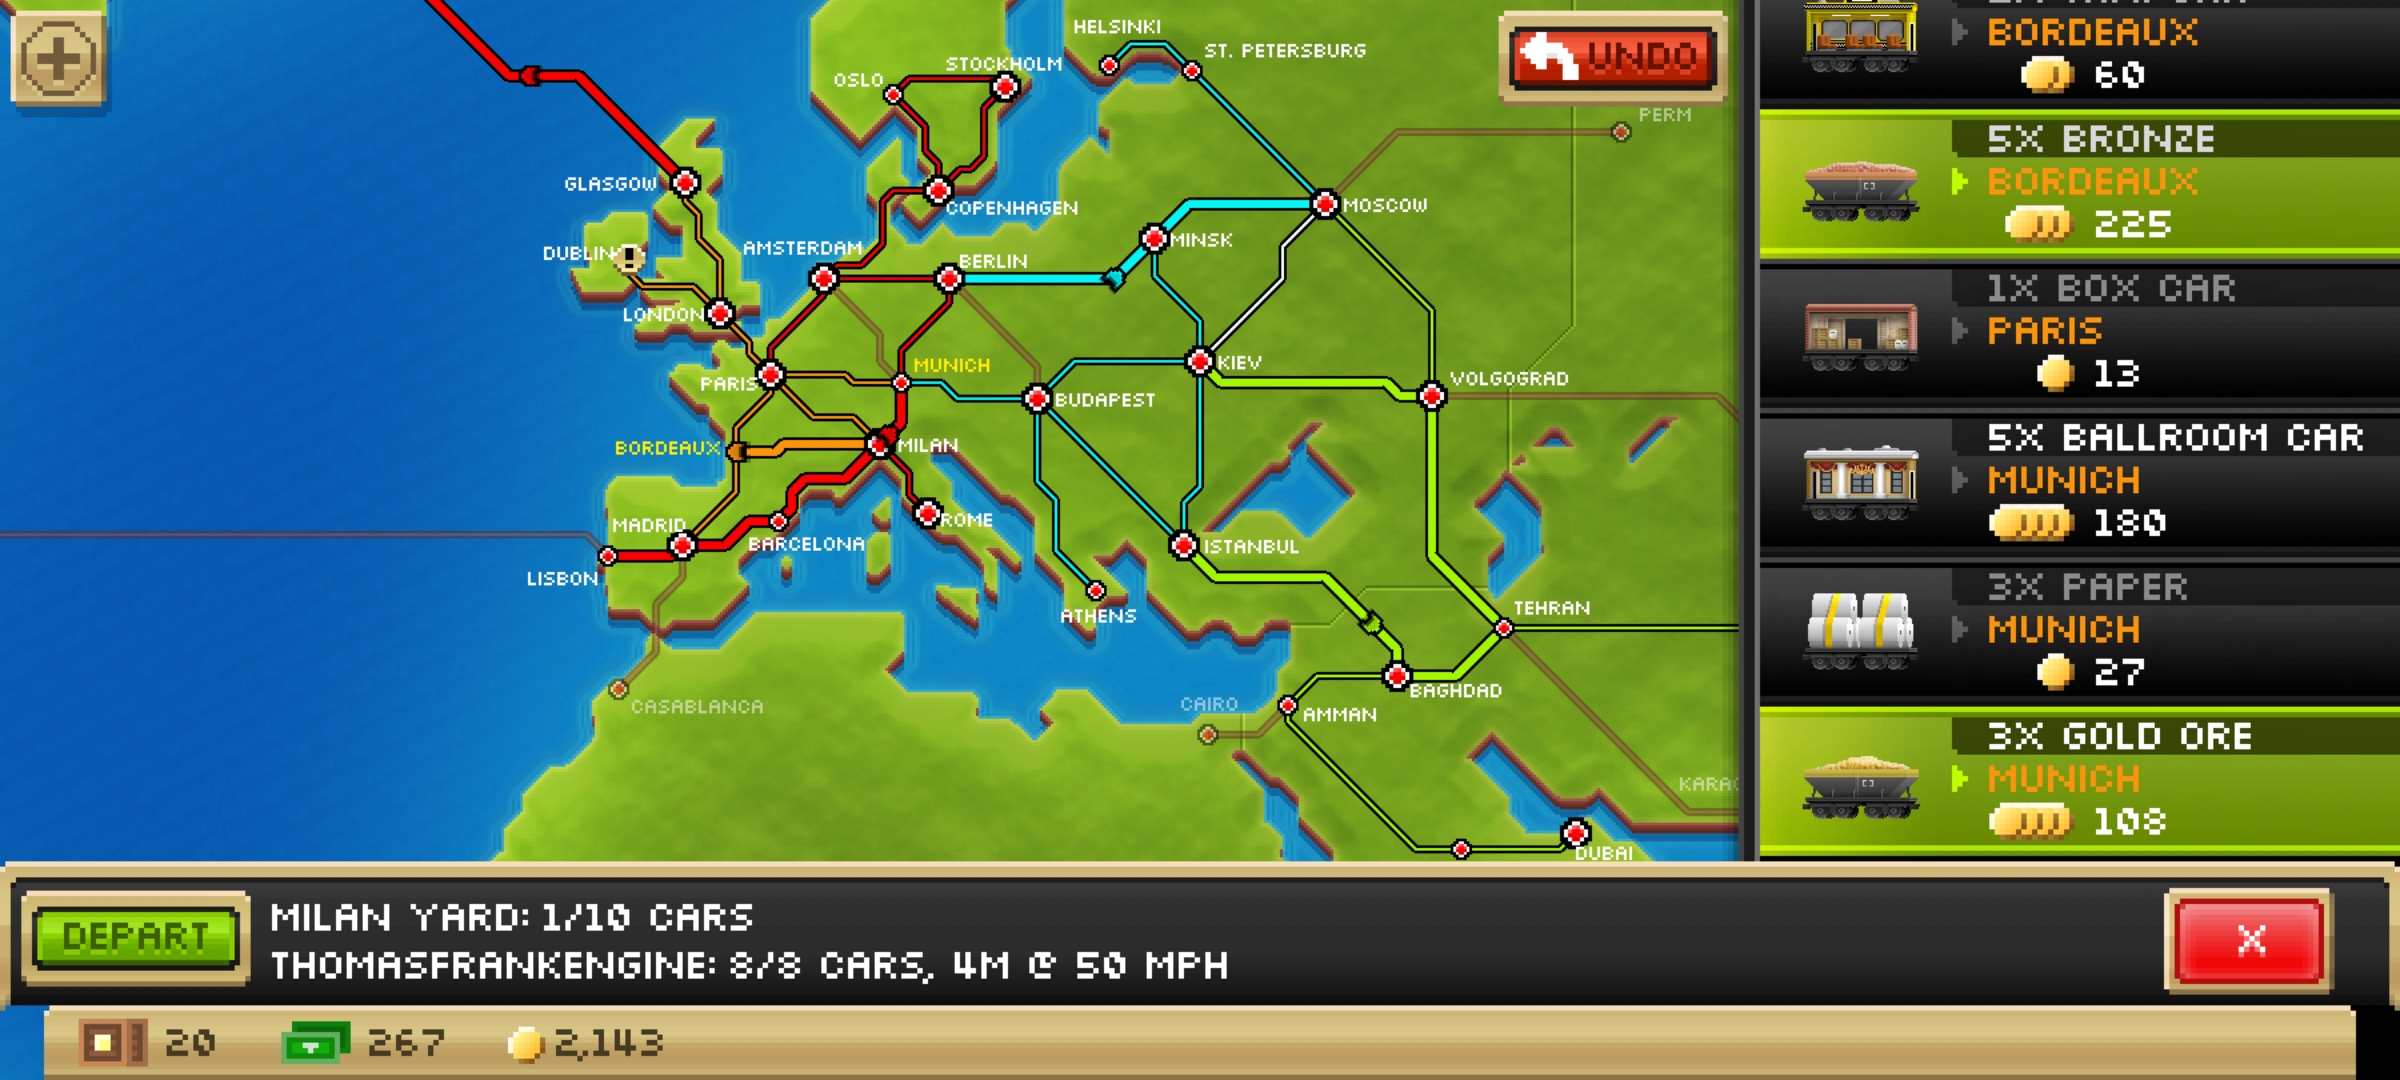 HELSINKI
ST. PETERSBURG
STOCKHOLM
OSLO
UNDO
PERM
GLASGOW
COPENHAGEN
MOSCOW
MINSK
DUBLIN
!
AMSTERDAM
BERLIN
LONDON
MUNICH
KIEV
PARIS
VOLGOGRAD
BUDAPEST
BORDEAUX
MILAN
MADRID
ROME
BARCELONA
ISTANBUL
LISBON
ATHENS
TEHRAN
CASABLANCA
BAGHDAD
CAIRO
AMMAN
DUBAI
BORDEAUX
60
5X BRONZE
BORDEAUX
225
1X BOX CAR
PARIS
13
5X BALLROOM CAR
MUNICH
180
3X PAPER
MUNICH
27
3X GOLD ORE
MUNICH
108
DEPART
MILAN YARD: 1/10 CARS
THOMASFRANKENGINE: 8/8 CARS, 4M @ 50 MPH
X
20
267
2,143